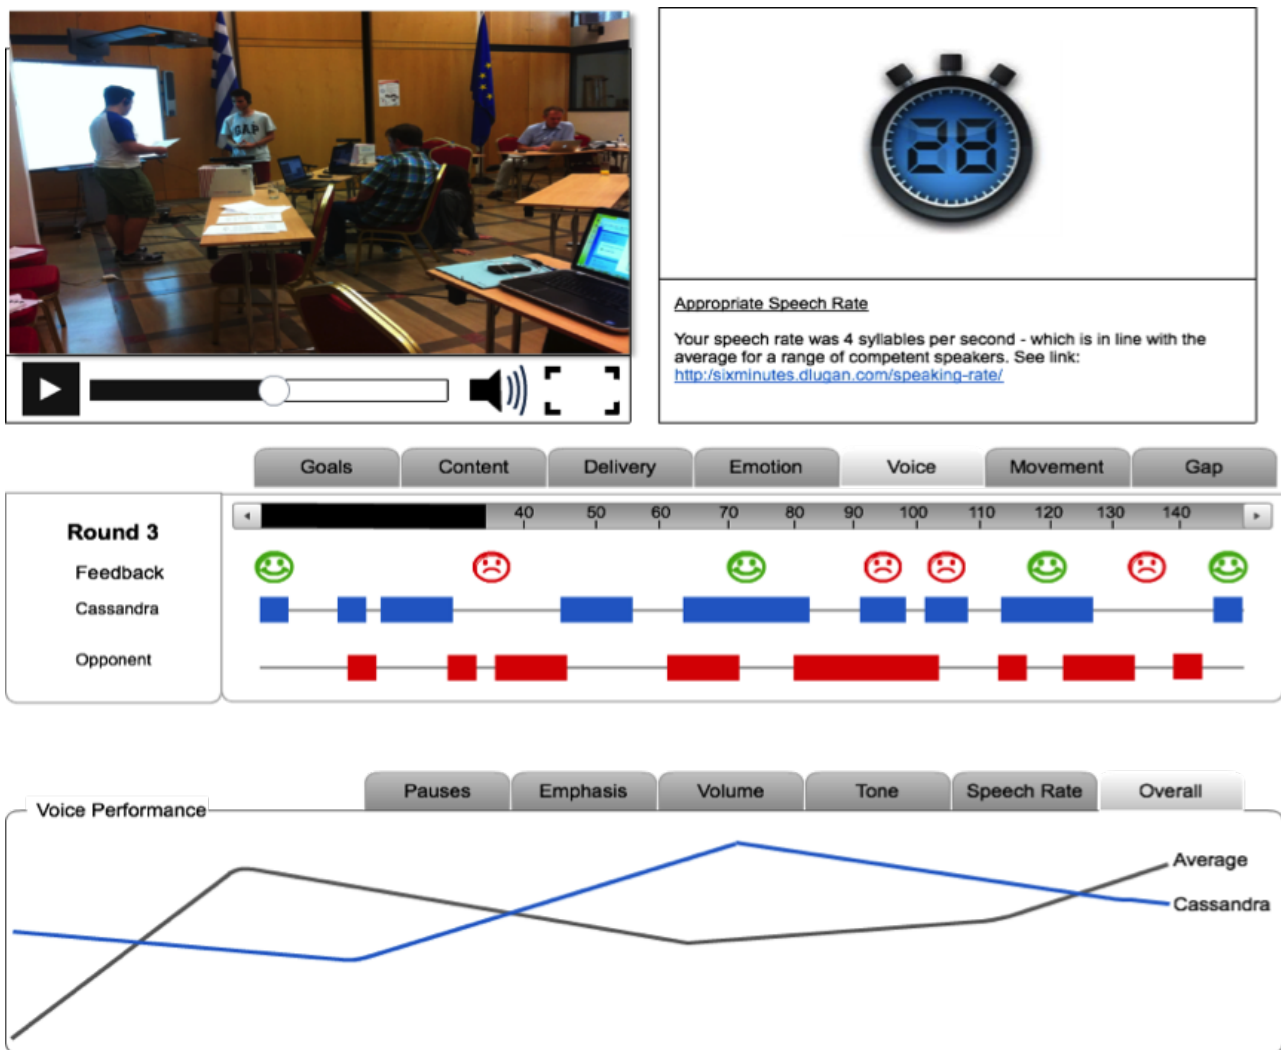 GAP
28
Appropriate Speech Rate
Your speech rate was 4 syllables per second - which is in line with the
average for a range of competent speakers. See link:
http:/sixminutes.dlugan.com/speaking-rate/
Goals Content Delivery Emotion Voice Movement Gap
40 50 60 70 80 90 100 110 120 130 140
Round 3
Feedback
Cassandra
Opponent
Pauses Emphasis Volume Tone Speech Rate Overall
Voice Performance
Average
Cassandra